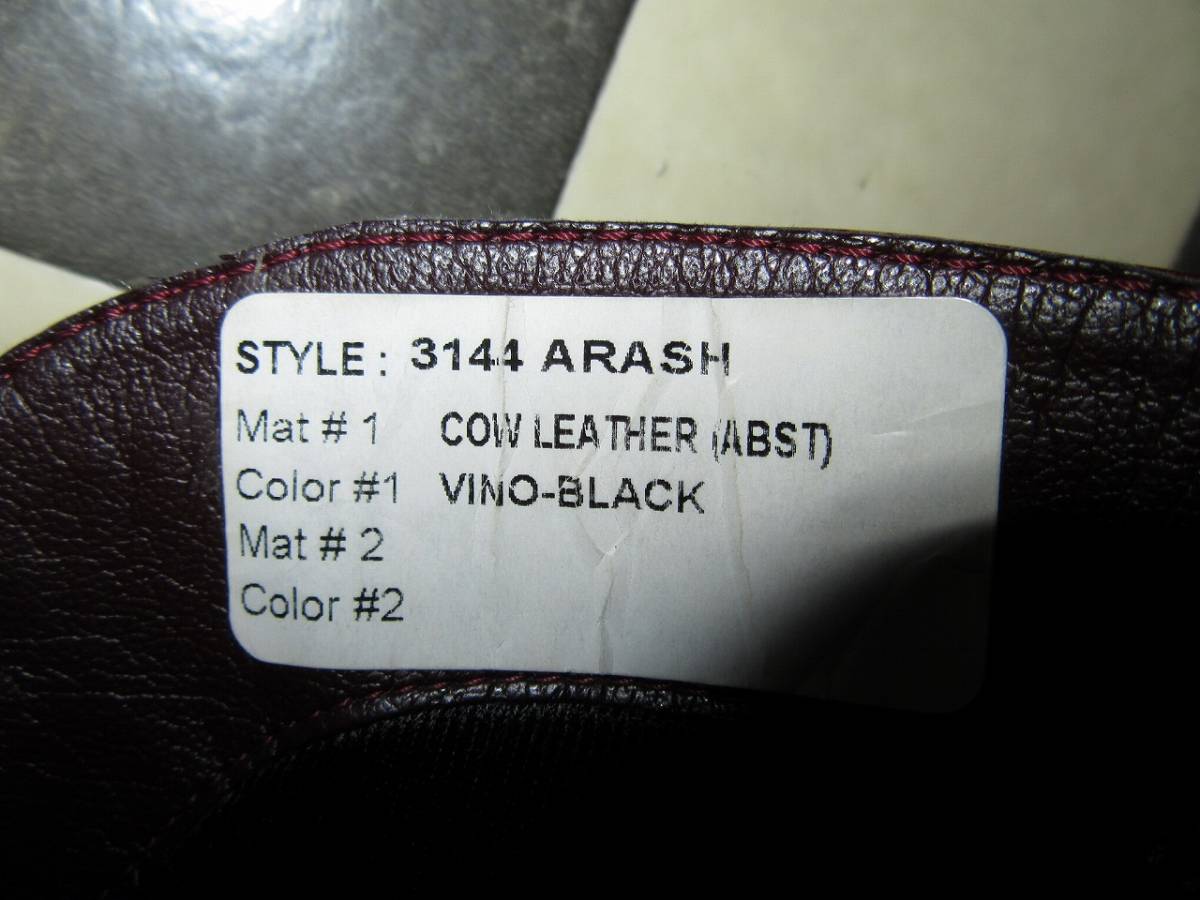 STYLE : 3144 ARASH
Mat # 1 COW LEATHER (ABST)
Color #1 VINO-BLACK
Mat # 2
Color #2